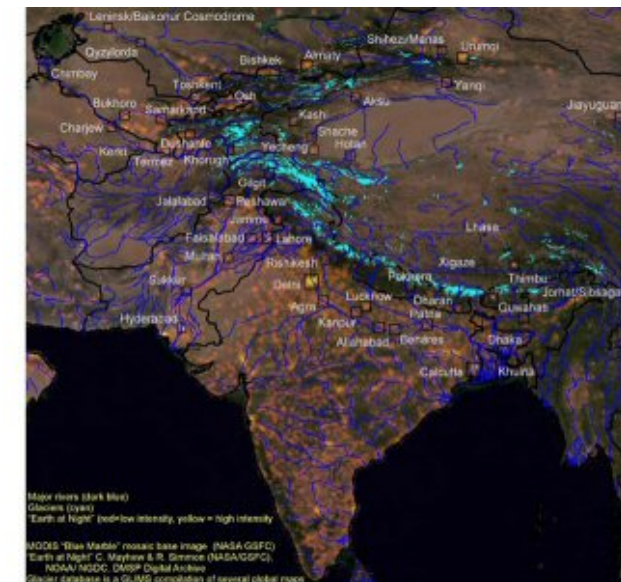 Leninsk/Baikonur Cosmodrome
Shihezi/Manas
Urumqi
Qyzylorda
Bishkek
Almaty
Chimbay
Toshkent
Yanqi
Osh
Aksu
Bukhoro
Samarkand
Jiayuguan
Kash
Charjew
Shache
Dushanbe
Yecheng
Hotan
Kerki
Termez
Khorugh
Gilgit
Jalalabad
Peshawar
Jammu
Lhasa
Faisalabad
Lahore
Multan
Xigaze
Rishikesh
Pokhara
Thimbu
Sukkur
Delhi
Jorhat/Sibsagar
Lucknow
Dharan
Agra
Guwahati
Hyderabad
Kanpur
Patna
Allahabad
Benares
Dhaka
Calcutta
Khulna
Major rivers (dark blue)
Glaciers (cyan)
"Earth at Night" (red=low intensity, yellow = high intensity
MODIS "Blue Marble" mosaic base image (NASA GSFC)
"Earth at Night" C. Mayhew & R. Simmon (NASA/GSFC),
NOAA/ NGDC, DMSP Digital Archive
Glacier database is a GLIMS compilation of several global maps